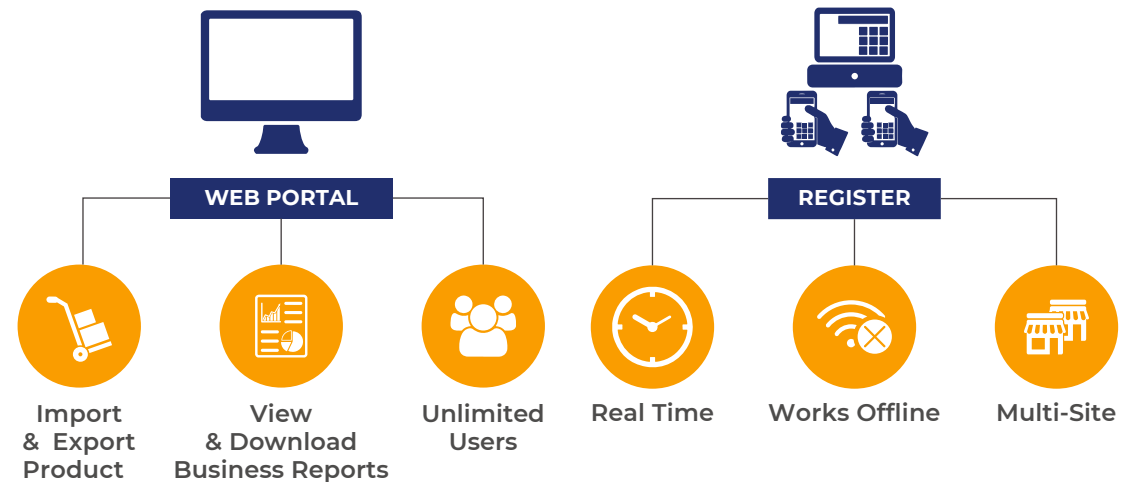 WEB PORTAL
REGISTER
Import
& Export
Product
View
& Download
Business Reports
Unlimited
Users
Real Time
Works Offline
Multi-Site